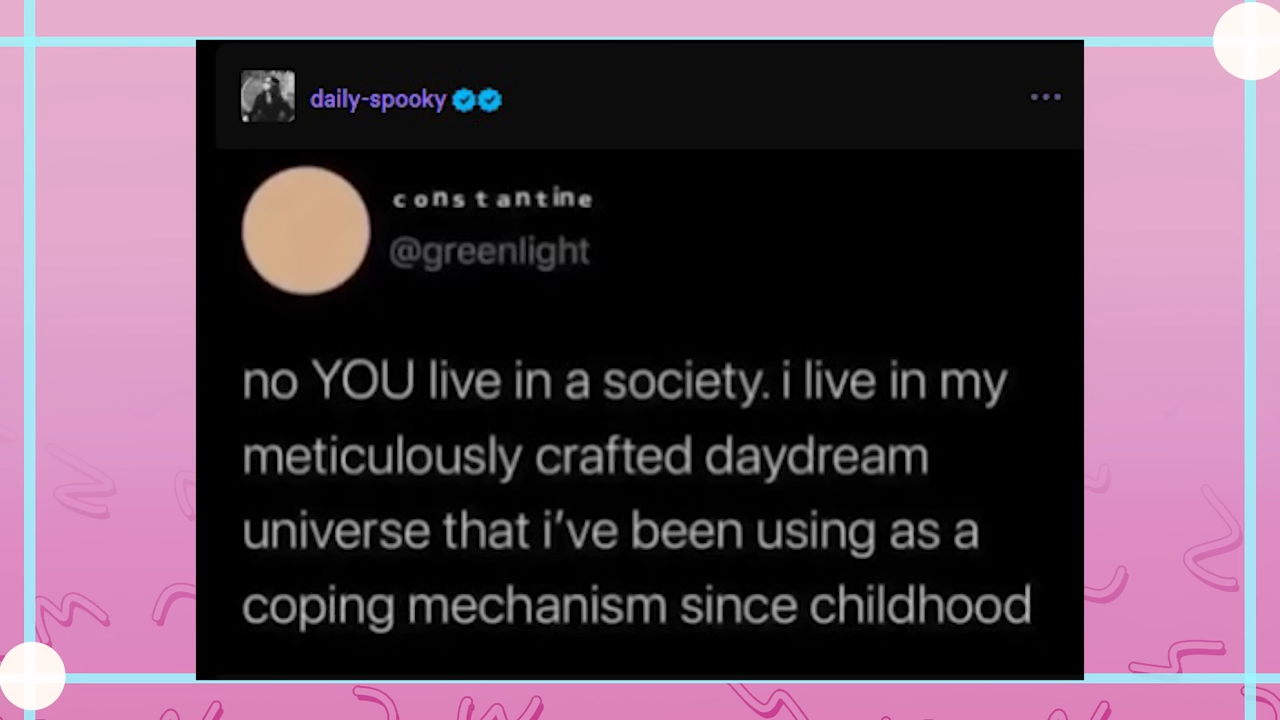 daily-spooky
constantine
@greenlight
no YOU live in a society. i live in my
meticulously crafted daydream
universe that i've been using as a
coping mechanism since childhood